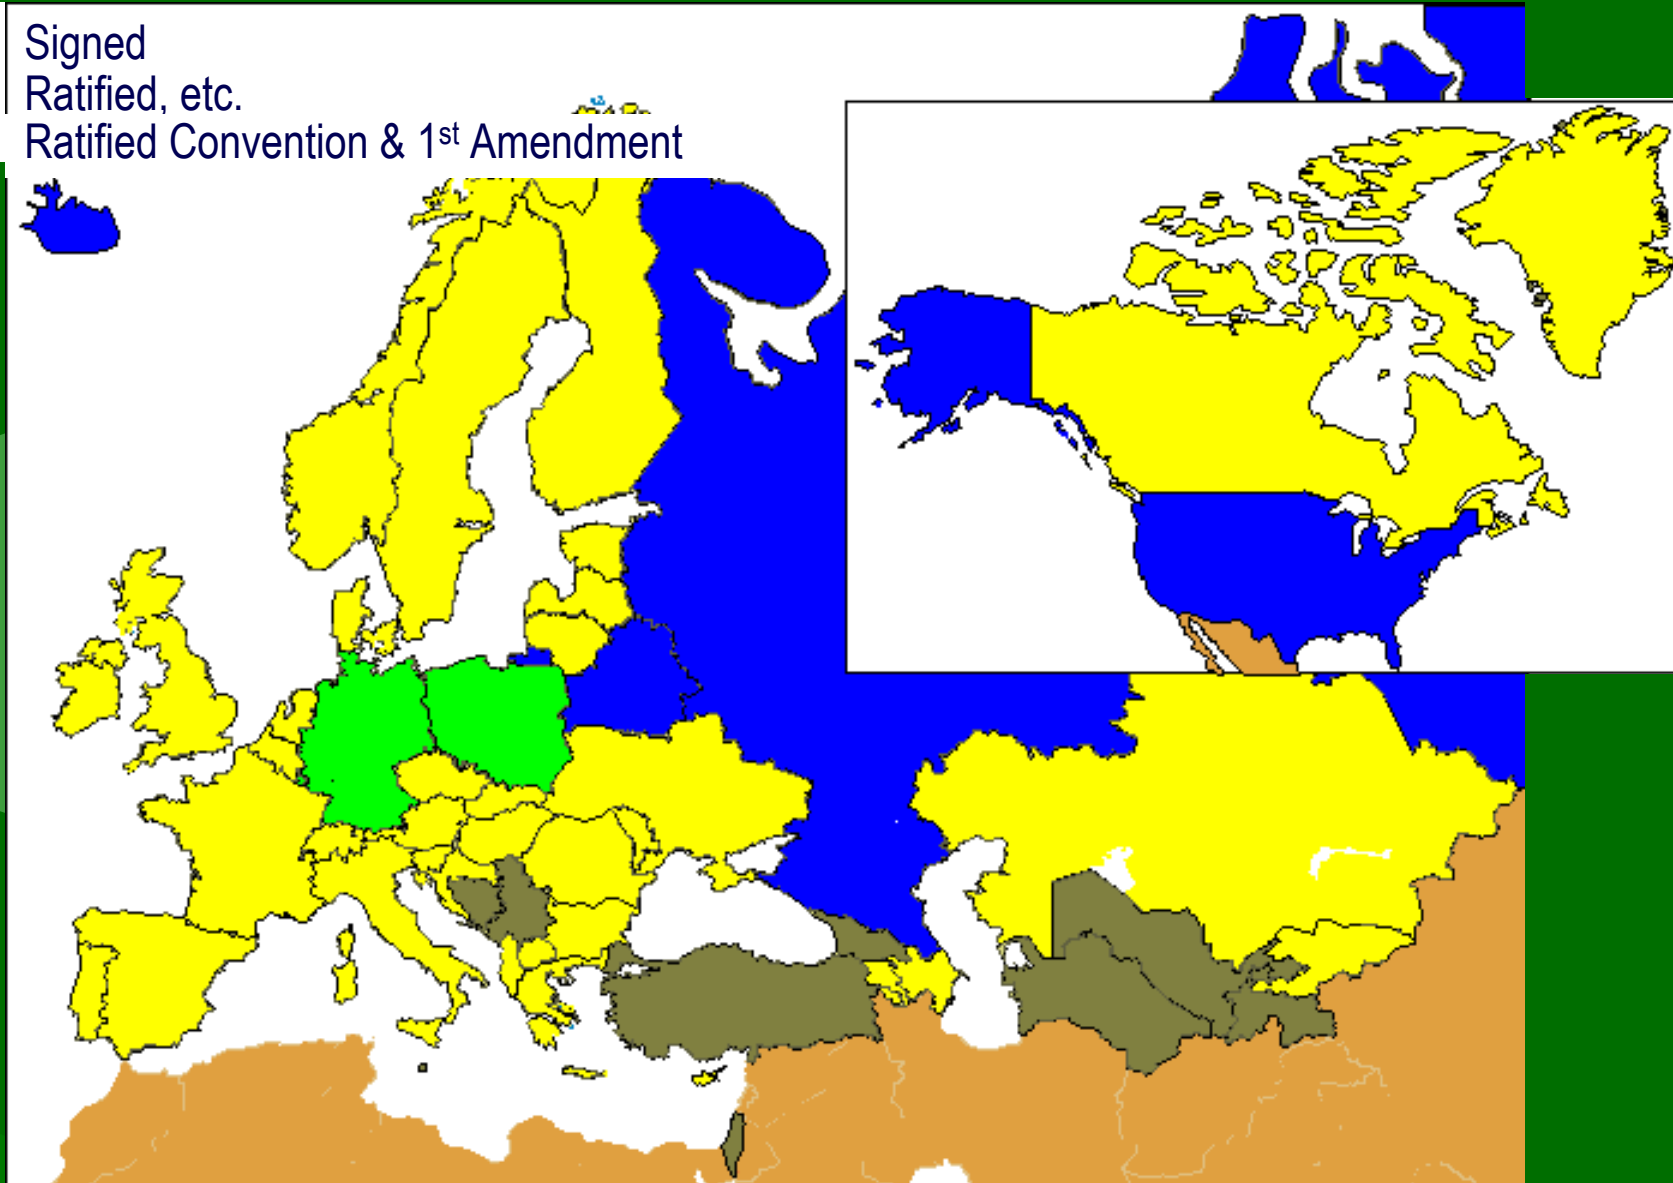 Signed
Ratified, etc.
Ratified Convention & 1st Amendment